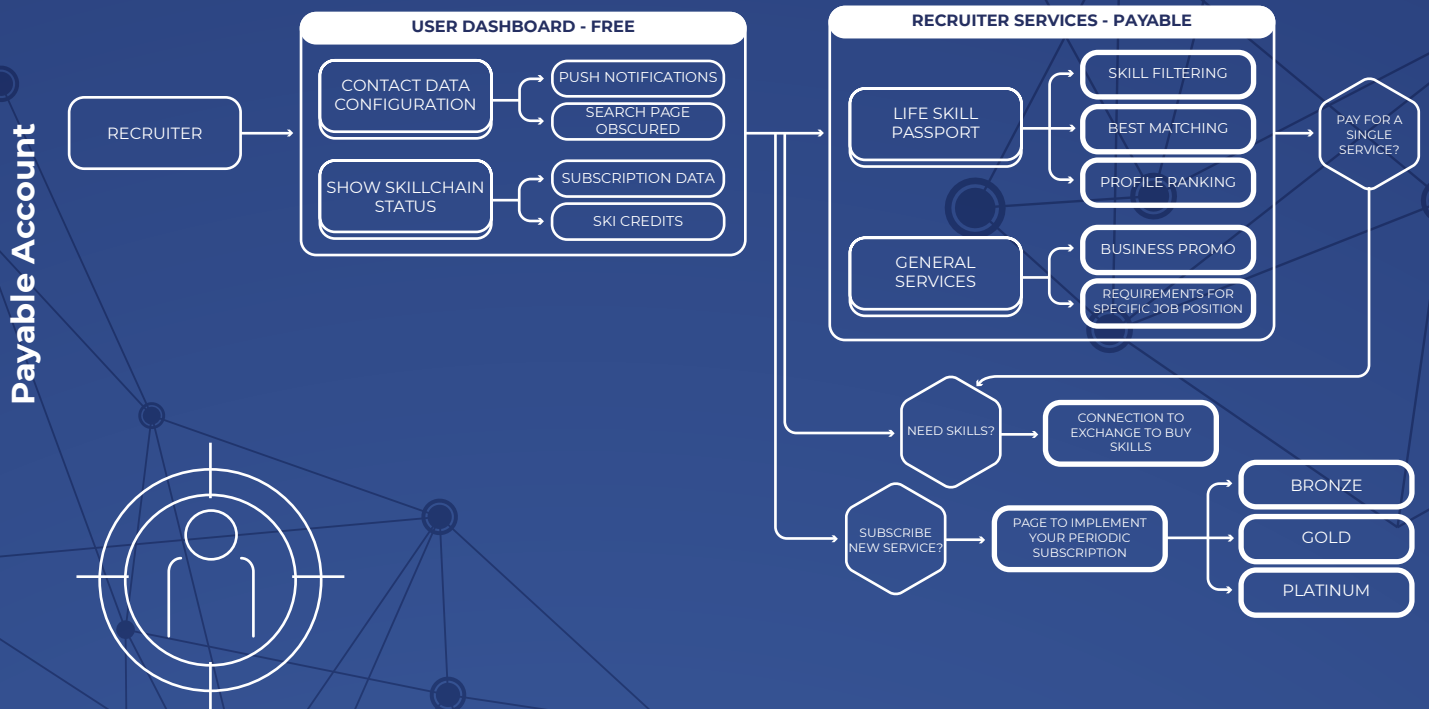 Payable Account
RECRUITER
USER DASHBOARD - FREE
CONTACT DATA
CONFIGURATION
PUSH NOTIFICATIONS
SEARCH PAGE
OBSCURED
SHOW SKILLCHAIN
STATUS
SUBSCRIPTION DATA
SKI CREDITS
RECRUITER SERVICES - PAYABLE
LIFE SKILL
PASSPORT
SKILL FILTERING
BEST MATCHING
PROFILE RANKING
GENERAL
SERVICES
BUSINESS PROMO
REQUIREMENTS FOR
SPECIFIC JOB POSITION
PAY FOR A
SINGLE
SERVICE?
NEED SKILLS?
CONNECTION TO
EXCHANGE TO BUY
SKILLS
SUBSCRIBE
NEW SERVICE?
PAGE TO IMPLEMENT
YOUR PERIODIC
SUBSCRIPTION
BRONZE
GOLD
PLATINUM